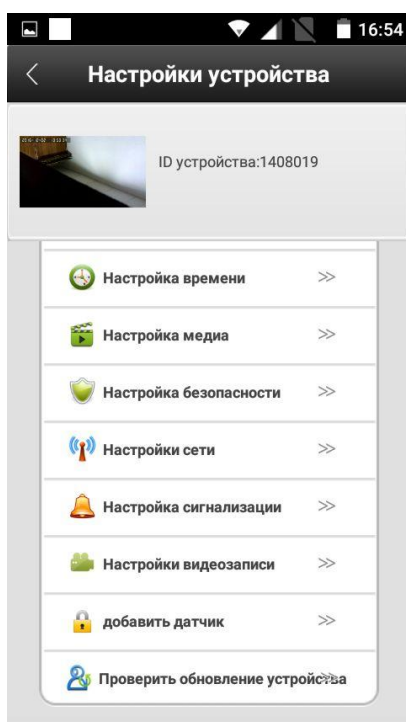 16:54
Настройки устройства
ID устройства:1408019
Настройка времени
Настройка медиа
Настройка безопасности
Настройки сети
Настройка сигнализации
Настройки видеозаписи
добавить датчик
Проверить обновление устройства